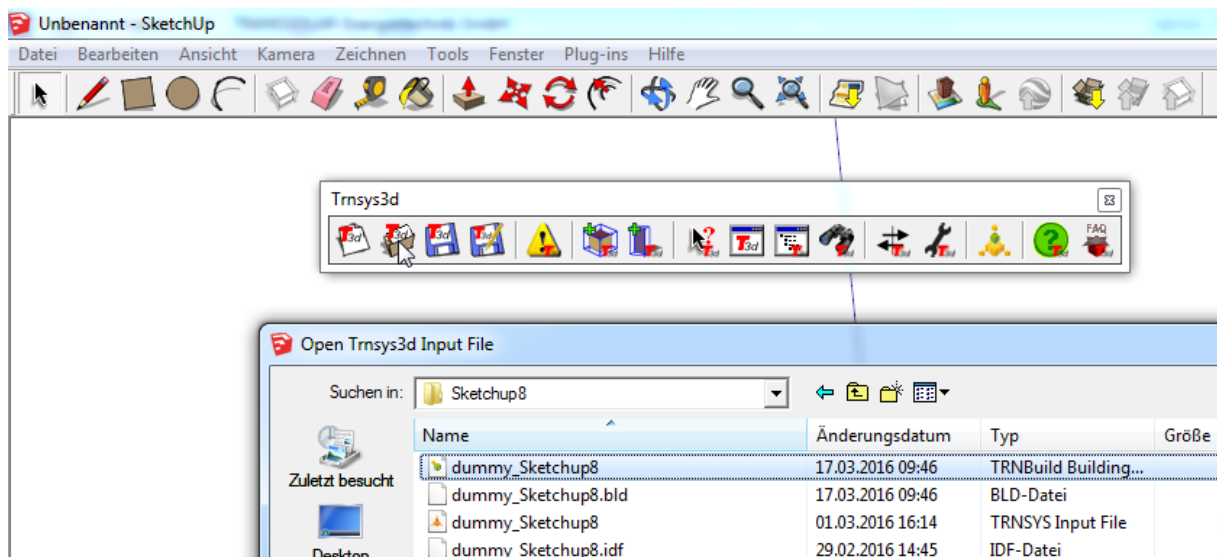 Unbenannt - SketchUp
Datei Bearbeiten Ansicht Kamera Zeichnen Tools Fenster Plug-ins Hilfe
Trnsys3d
FAQ
Open Trnsys3d Input File
Suchen in: Sketchup8
Name Änderungsdatum Typ Größe
dummy_Sketchup8 17.03.2016 09:46 TRNBuild Building...
Zuletzt besucht
dummy_Sketchup8.bld 17.03.2016 09:46 BLD-Datei
dummy_Sketchup8 01.03.2016 16:14 TRNSYS Input File
Desktop
dummy_Sketchup8.idf 29.02.2016 14:45 IDF-Datei